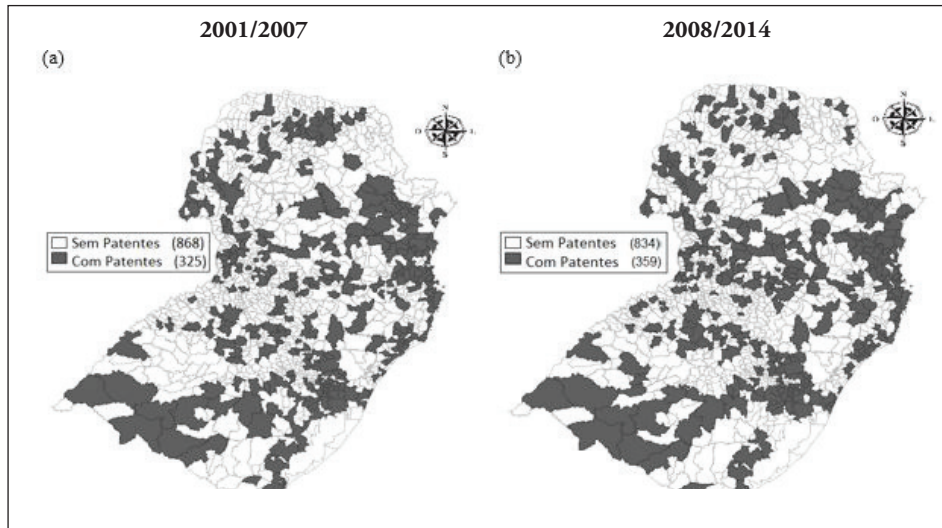 2001/2007
2008/2014
(a)
(b)
N
O L
S
N
O L
S
Sem Patentes (868)
Com Patentes (325)
Sem Patentes (834)
Com Patentes (359)